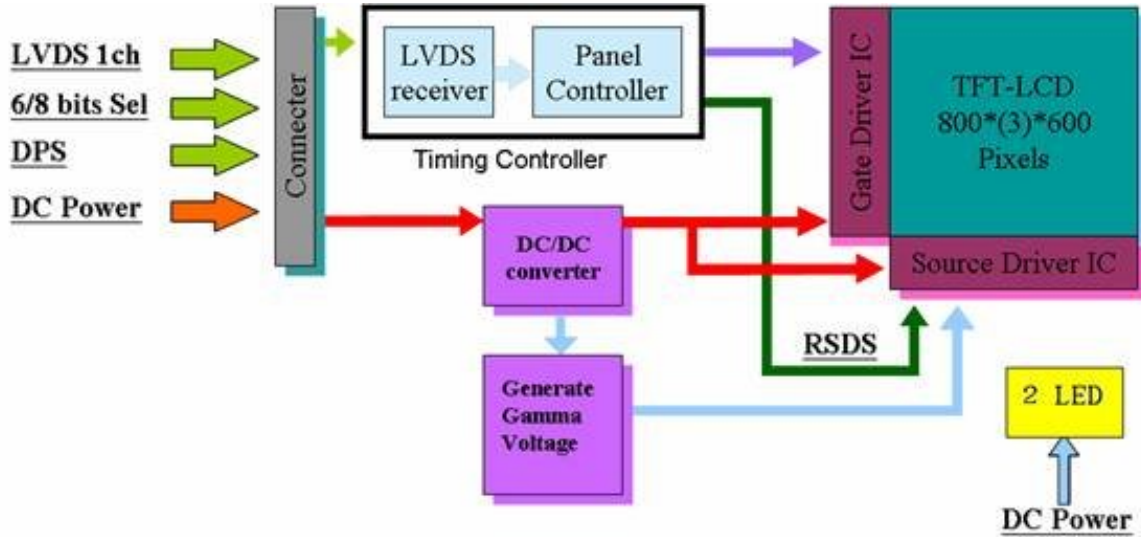 LVDS 1ch
6/8 bits Sel
DPS
DC Power
Connecter
LVDS
receiver
Panel
Controller
Timing Controller
Gate Driver IC
TFT-LCD
800*(3)*600
Pixels
Source Driver IC
DC/DC
converter
Generate
Gamma
Voltage
RSDS
2 LED
DC Power